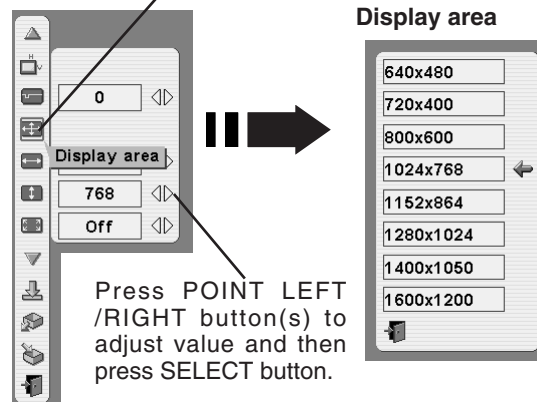 Display area
H
V
0
Display area
768
Off
640x480
720x400
800x600
1024x768
1152x864
1280x1024
1400x1050
1600x1200
Press POINT LEFT
/RIGHT button(s) to
adjust value and then
press SELECT button.